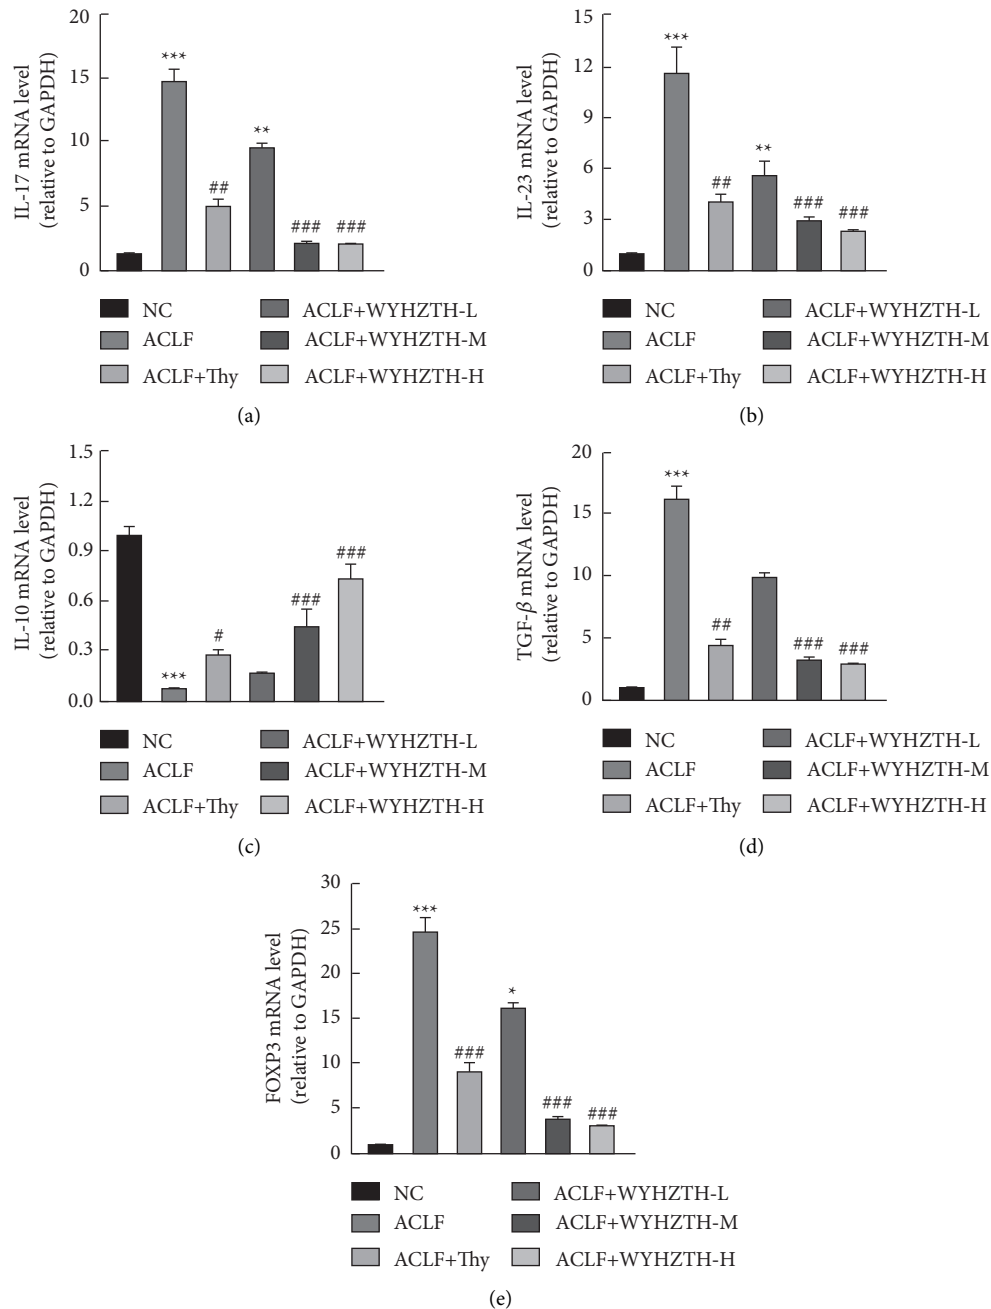 20
15
10
5
0
IL-17 mRNA level
(relative to GAPDH)
***
##
**
###
###
NC
ACLF
ACLF+Thy
ACLF+WYHZTH-L
ACLF+WYHZTH-M
ACLF+WYHZTH-H
(a)
15
12
9
6
3
0
IL-23 mRNA level
(relative to GAPDH)
***
##
**
###
###
NC
ACLF
ACLF+Thy
ACLF+WYHZTH-L
ACLF+WYHZTH-M
ACLF+WYHZTH-H
(b)
1.5
1.2
0.9
0.6
0.3
0.0
IL-10 mRNA level
(relative to GAPDH)
***
#
###
###
NC
ACLF
ACLF+Thy
ACLF+WYHZTH-L
ACLF+WYHZTH-M
ACLF+WYHZTH-H
(c)
20
15
10
5
0
TGF-β mRNA level
(relative to GAPDH)
***
##
###
###
NC
ACLF
ACLF+Thy
ACLF+WYHZTH-L
ACLF+WYHZTH-M
ACLF+WYHZTH-H
(d)
30
25
20
15
10
5
0
FOXP3 mRNA level
(relative to GAPDH)
***
###
*
###
###
NC
ACLF
ACLF+Thy
ACLF+WYHZTH-L
ACLF+WYHZTH-M
ACLF+WYHZTH-H
(e)